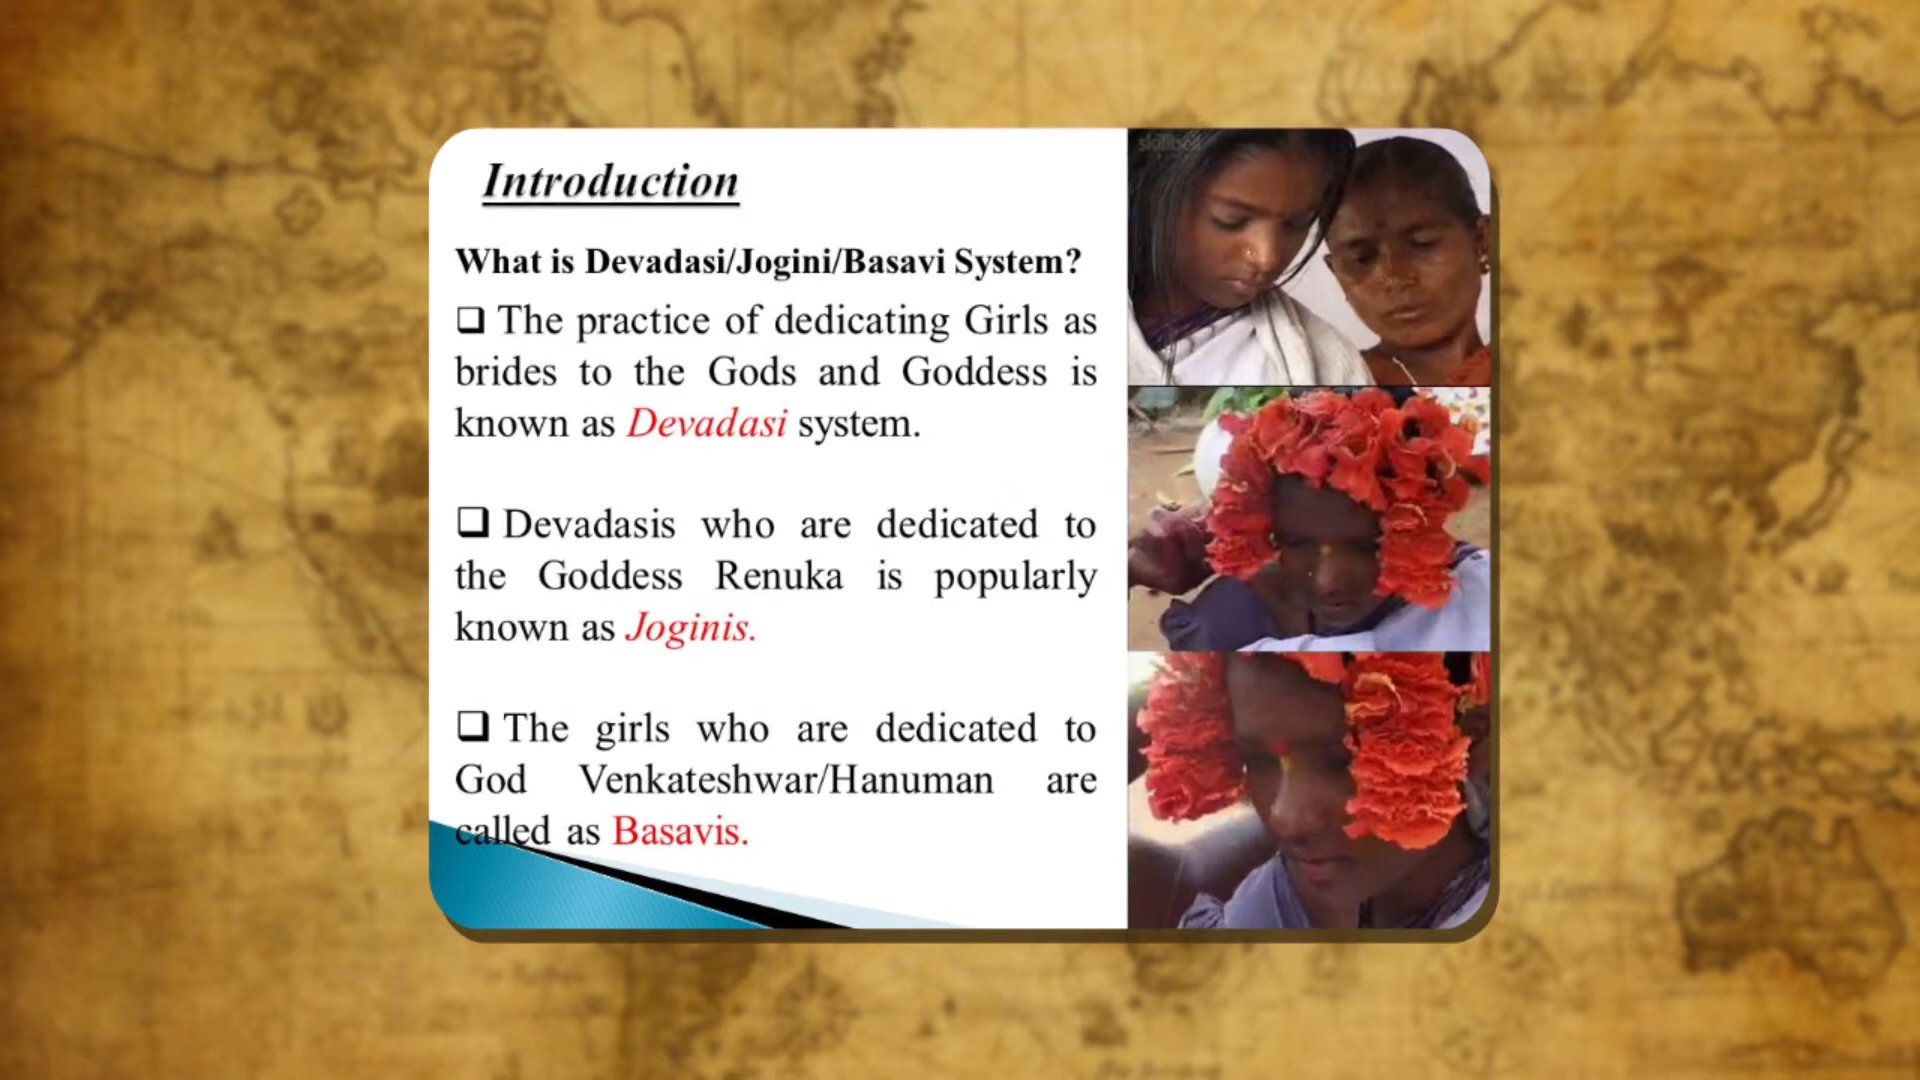 Introduction
What is Devadasi/Jogini/Basavi System?
❑ The practice of dedicating Girls as
brides to the Gods and Goddess is
known as Devadasi system.
❑ Devadasis who are dedicated to
the Goddess Renuka is popularly
known as Joginis.
❑ The girls who are dedicated to
God Venkateshwar/Hanuman are
called as Basavis.